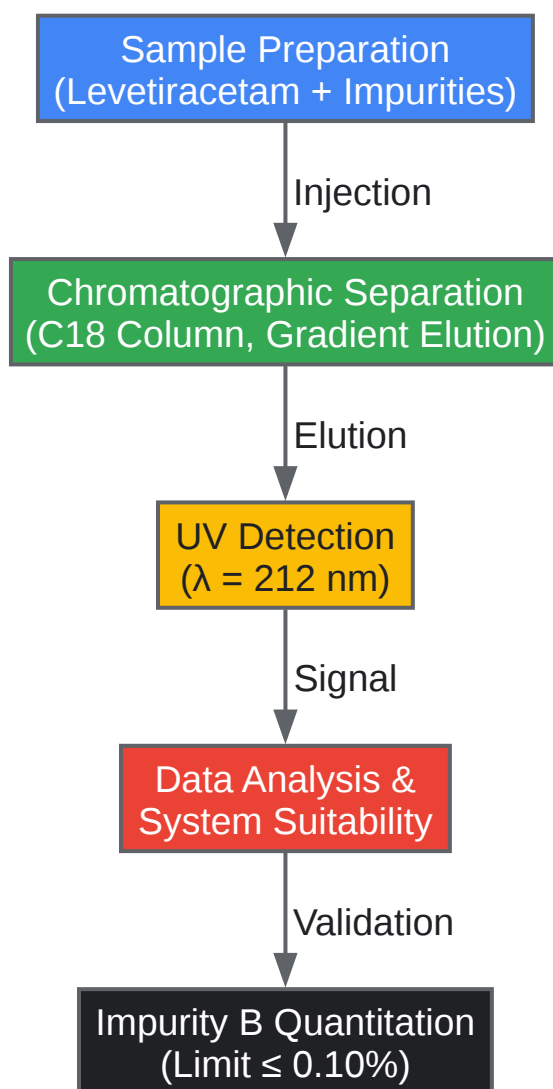 Sample Preparation
(Levetiracetam + Impurities)
Injection
Chromatographic Separation
(C18 Column, Gradient Elution)
Elution
UV Detection
(λ = 212 nm)
Signal
Data Analysis &
System Suitability
Validation
Impurity B Quantitation
(Limit ≤ 0.10%)